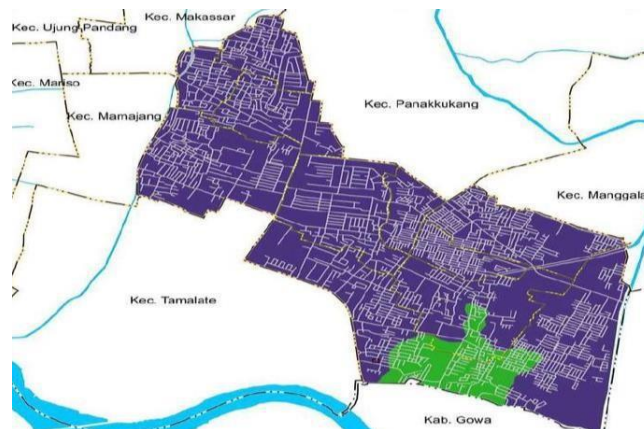 Kec. Makassar
Kec. Ujung Pandang
Kec. Mariso
Kec. Panakkukang
Kec. Mamajang
Kec. Manggala
Kec. Tamalate
Kab. Gowa